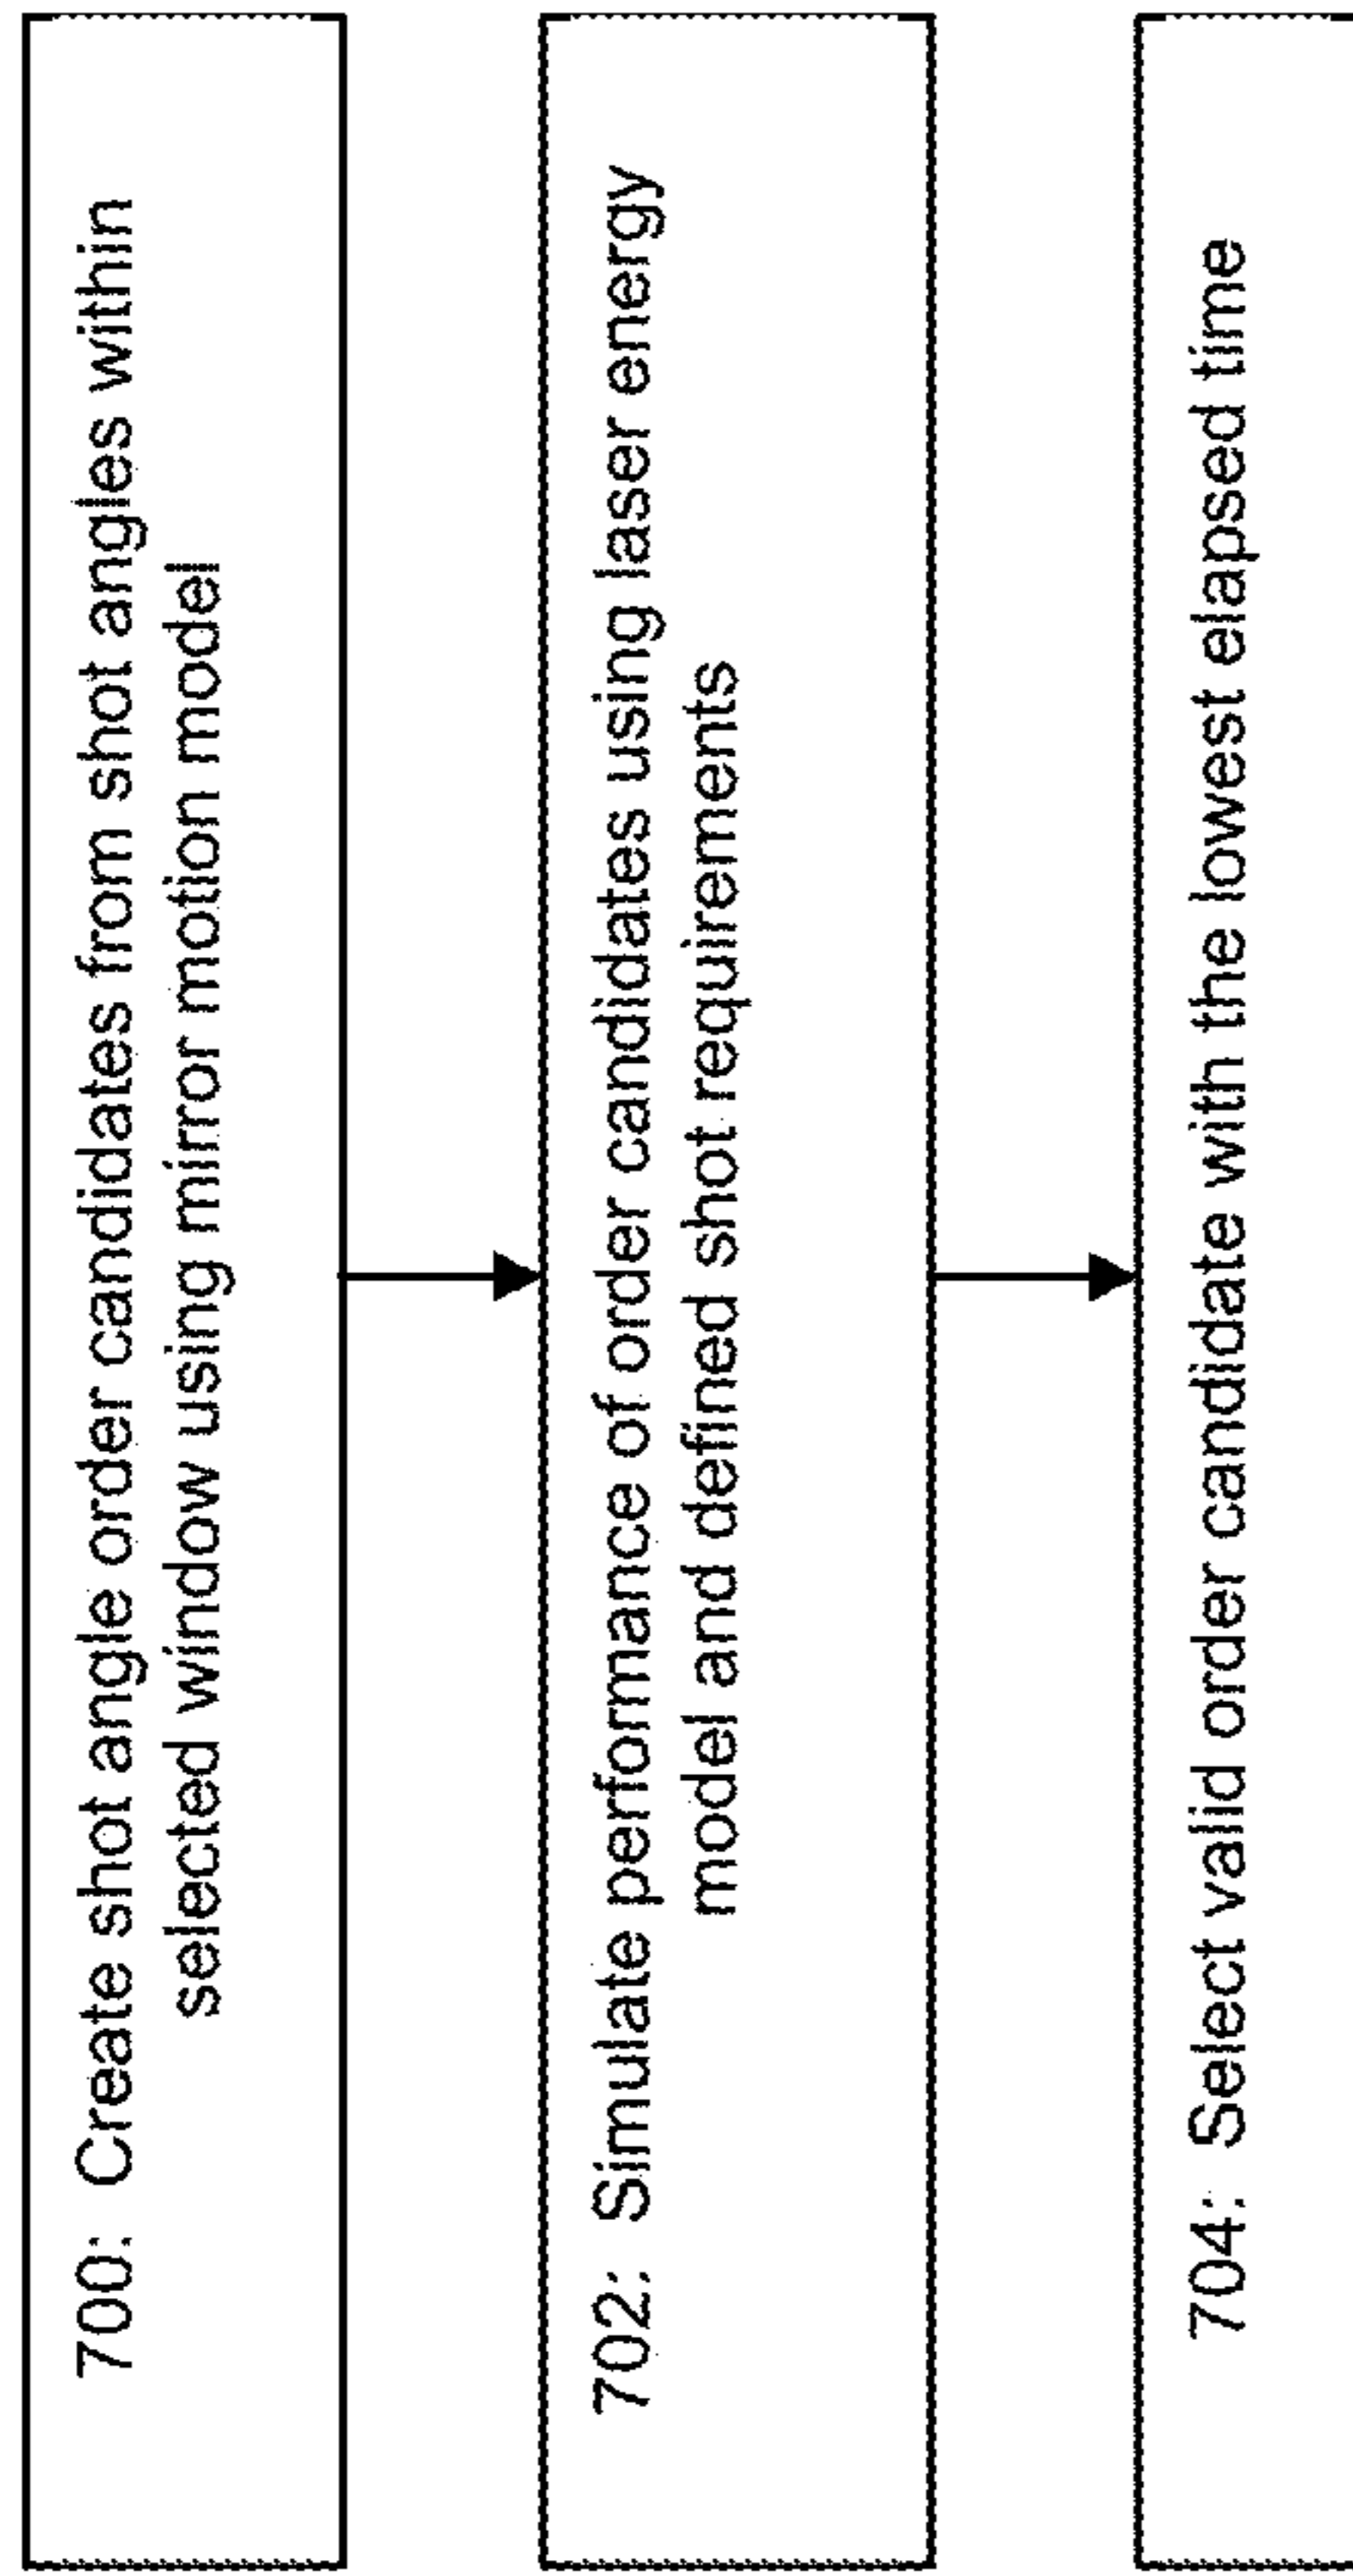 700: Create shot angle order candidates from shot angles within
selected window using mirror motion model
702: Simulate performance of order candidates using laser energy
model and defined shot requirements
704: Select valid order candidate with the lowest elapsed time